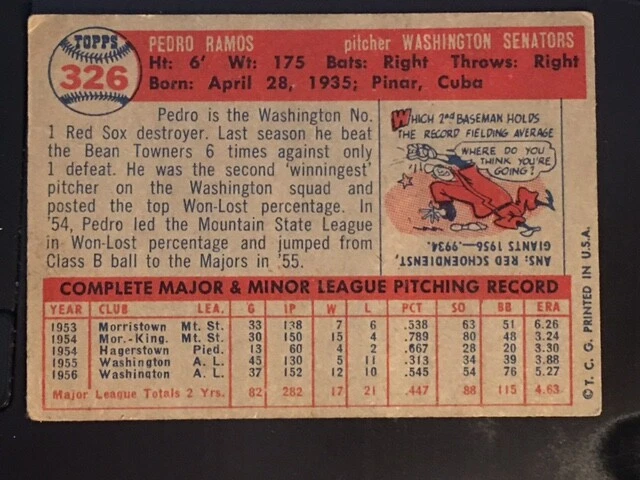 TOPPS
326
PEDRO RAMOS pitcher WASHINGTON SENATORS
Ht: 6' Wt: 175 Bats: Right Throws: Right
Born: April 28, 1935; Pinar, Cuba
Pedro is the Washington No.
1 Red Sox destroyer. Last season he beat
the Bean Towners 6 times against only
1 defeat. He was the second 'winningest'
pitcher on the Washington squad and
posted the top Won-Lost percentage. In
'54, Pedro led the Mountain State League
in Won-Lost percentage and jumped from
Class B ball to the Majors in '55.
WHICH 2nd BASEMAN HOLDS
THE RECORD FIELDING AVERAGE
WHERE DO YOU
THINK YOU'RE
GOING?
ANS: RED SCHOENDIENST,
GIANTS 1956—.9934.
COMPLETE MAJOR & MINOR LEAGUE PITCHING RECORD
YEAR CLUB LEA. G IP W L PCT SO BB ERA
1953 Morristown Mt. St. 33 138 7 6 .538 63 51 6.26
1954 Mor.-King. Mt. St. 30 150 15 4 .789 80 48 3.24
1954 Hagerstown Pied. 13 60 4 2 .667 28 20 3.30
1955 Washington A. L. 45 130 5 11 .313 34 39 3.88
1956 Washington A. L. 37 152 12 10 .545 54 76 5.27
Major League Totals 2 Yrs. 82 282 17 21 .447 88 115 4.63
© T. C. G. PRINTED IN U.S.A.